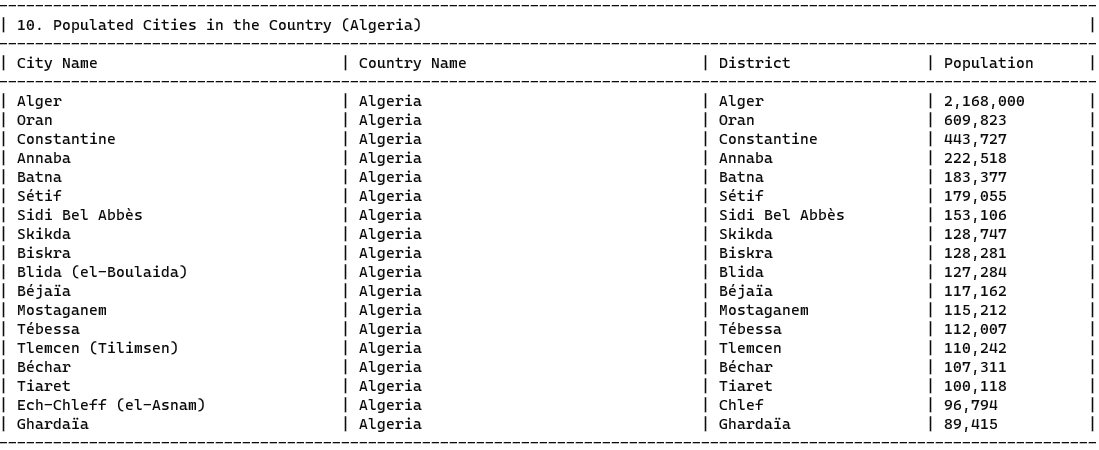 | 10. Populated Cities in the Country (Algeria) |
| City Name | Country Name | District | Population |
| Alger | Algeria | Alger | 2,168,000 |
| Oran | Algeria | Oran | 609,823 |
| Constantine | Algeria | Constantine | 443,727 |
| Annaba | Algeria | Annaba | 222,518 |
| Batna | Algeria | Batna | 183,377 |
| Sétif | Algeria | Sétif | 179,055 |
| Sidi Bel Abbès | Algeria | Sidi Bel Abbès | 153,106 |
| Skikda | Algeria | Skikda | 128,747 |
| Biskra | Algeria | Biskra | 128,281 |
| Blida (el-Boulaida) | Algeria | Blida | 127,284 |
| Béjaïa | Algeria | Béjaïa | 117,162 |
| Mostaganem | Algeria | Mostaganem | 115,212 |
| Tébessa | Algeria | Tébessa | 112,007 |
| Tlemcen (Tilimsen) | Algeria | Tlemcen | 110,242 |
| Béchar | Algeria | Béchar | 107,311 |
| Tiaret | Algeria | Tiaret | 100,118 |
| Ech-Chleff (el-Asnam) | Algeria | Chlef | 96,794 |
| Ghardaïa | Algeria | Ghardaïa | 89,415 |